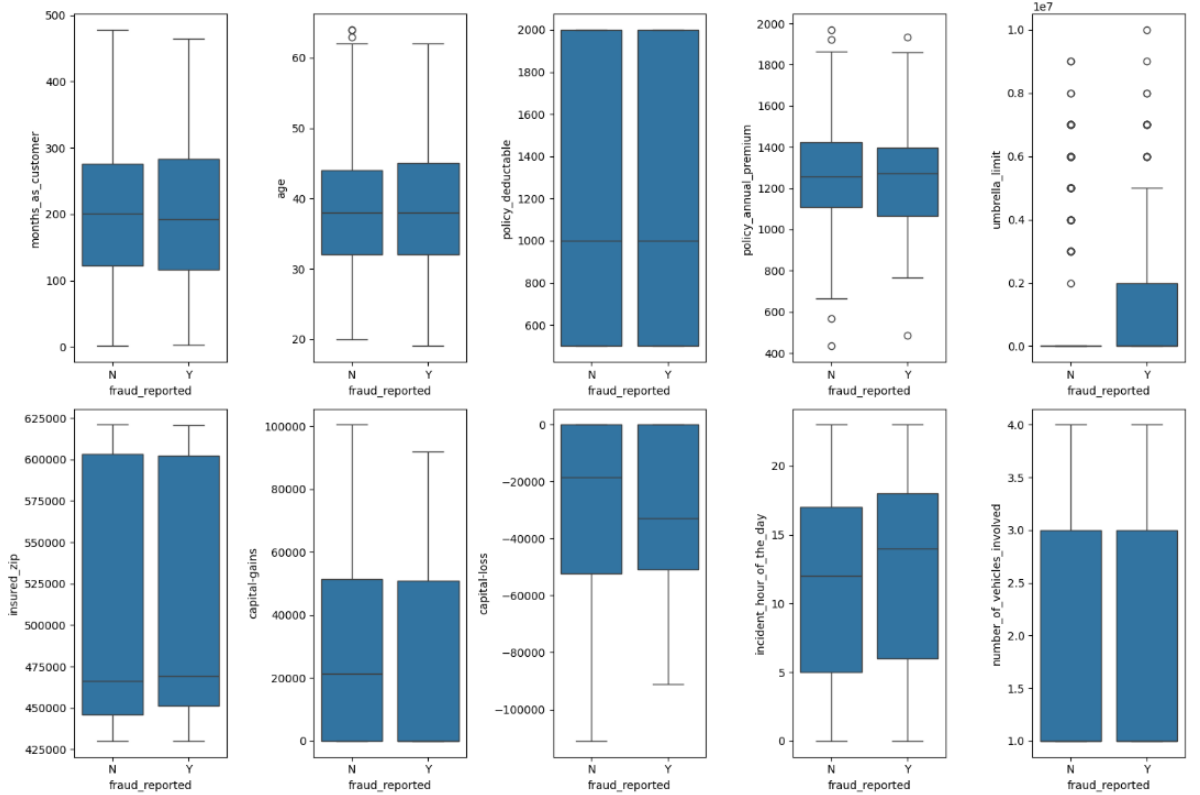 months_as_customer
500
400
300
200
100
0
N Y
fraud_reported
age
60
50
40
30
20
N Y
fraud_reported
policy_deductable
2000
1800
1600
1400
1200
1000
800
600
N Y
fraud_reported
policy_annual_premium
2000
1800
1600
1400
1200
1000
800
600
400
N Y
fraud_reported
1e7
umbrella_limit
1.0
0.8
0.6
0.4
0.2
0.0
N Y
fraud_reported
insured_zip
625000
600000
575000
550000
525000
500000
475000
450000
425000
N Y
fraud_reported
capital-gains
100000
80000
60000
40000
20000
0
N Y
fraud_reported
capital-loss
0
−20000
−40000
−60000
−80000
−100000
N Y
fraud_reported
incident_hour_of_the_day
20
15
10
5
0
N Y
fraud_reported
number_of_vehicles_involved
4.0
3.5
3.0
2.5
2.0
1.5
1.0
N Y
fraud_reported